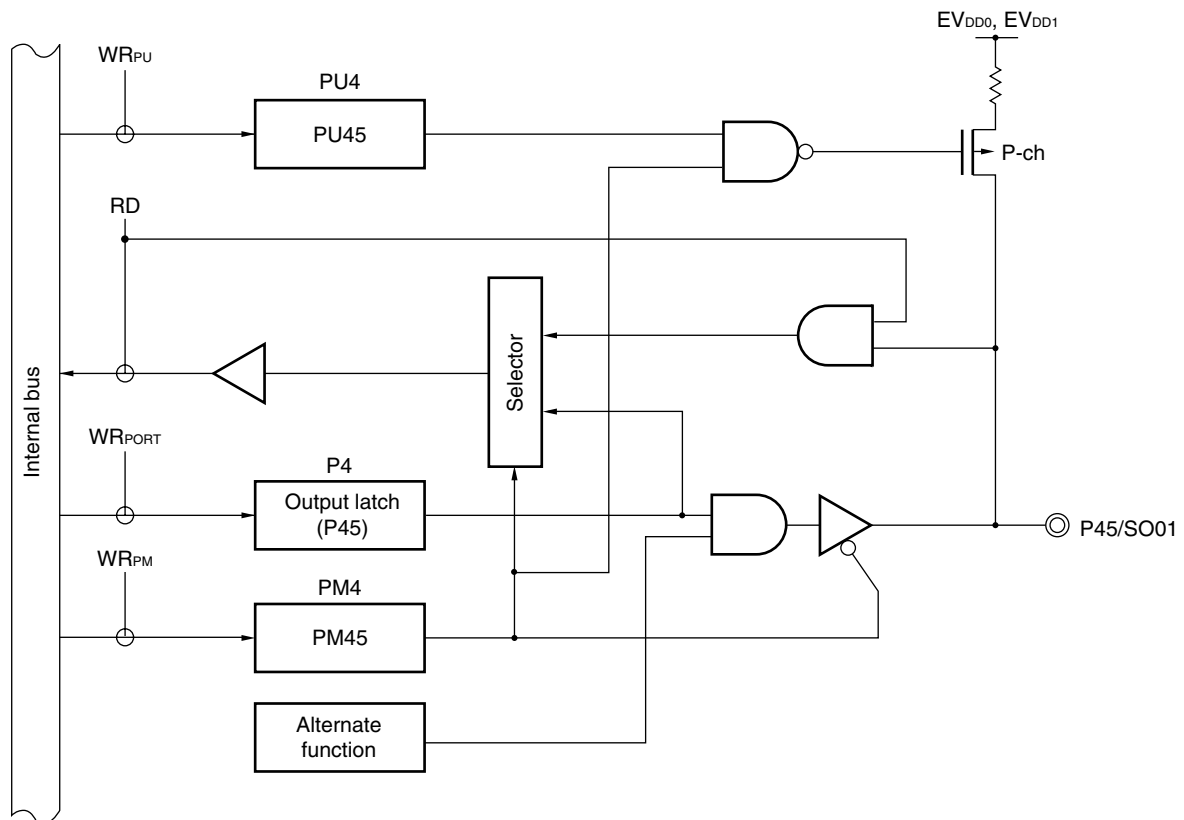 EVDD0, EVDD1
WRPU
PU4
PU45
P-ch
RD
Selector
Internal bus
WRPORT
P4
Output latch
(P45)
P45/SO01
WRPM
PM4
PM45
Alternate
function